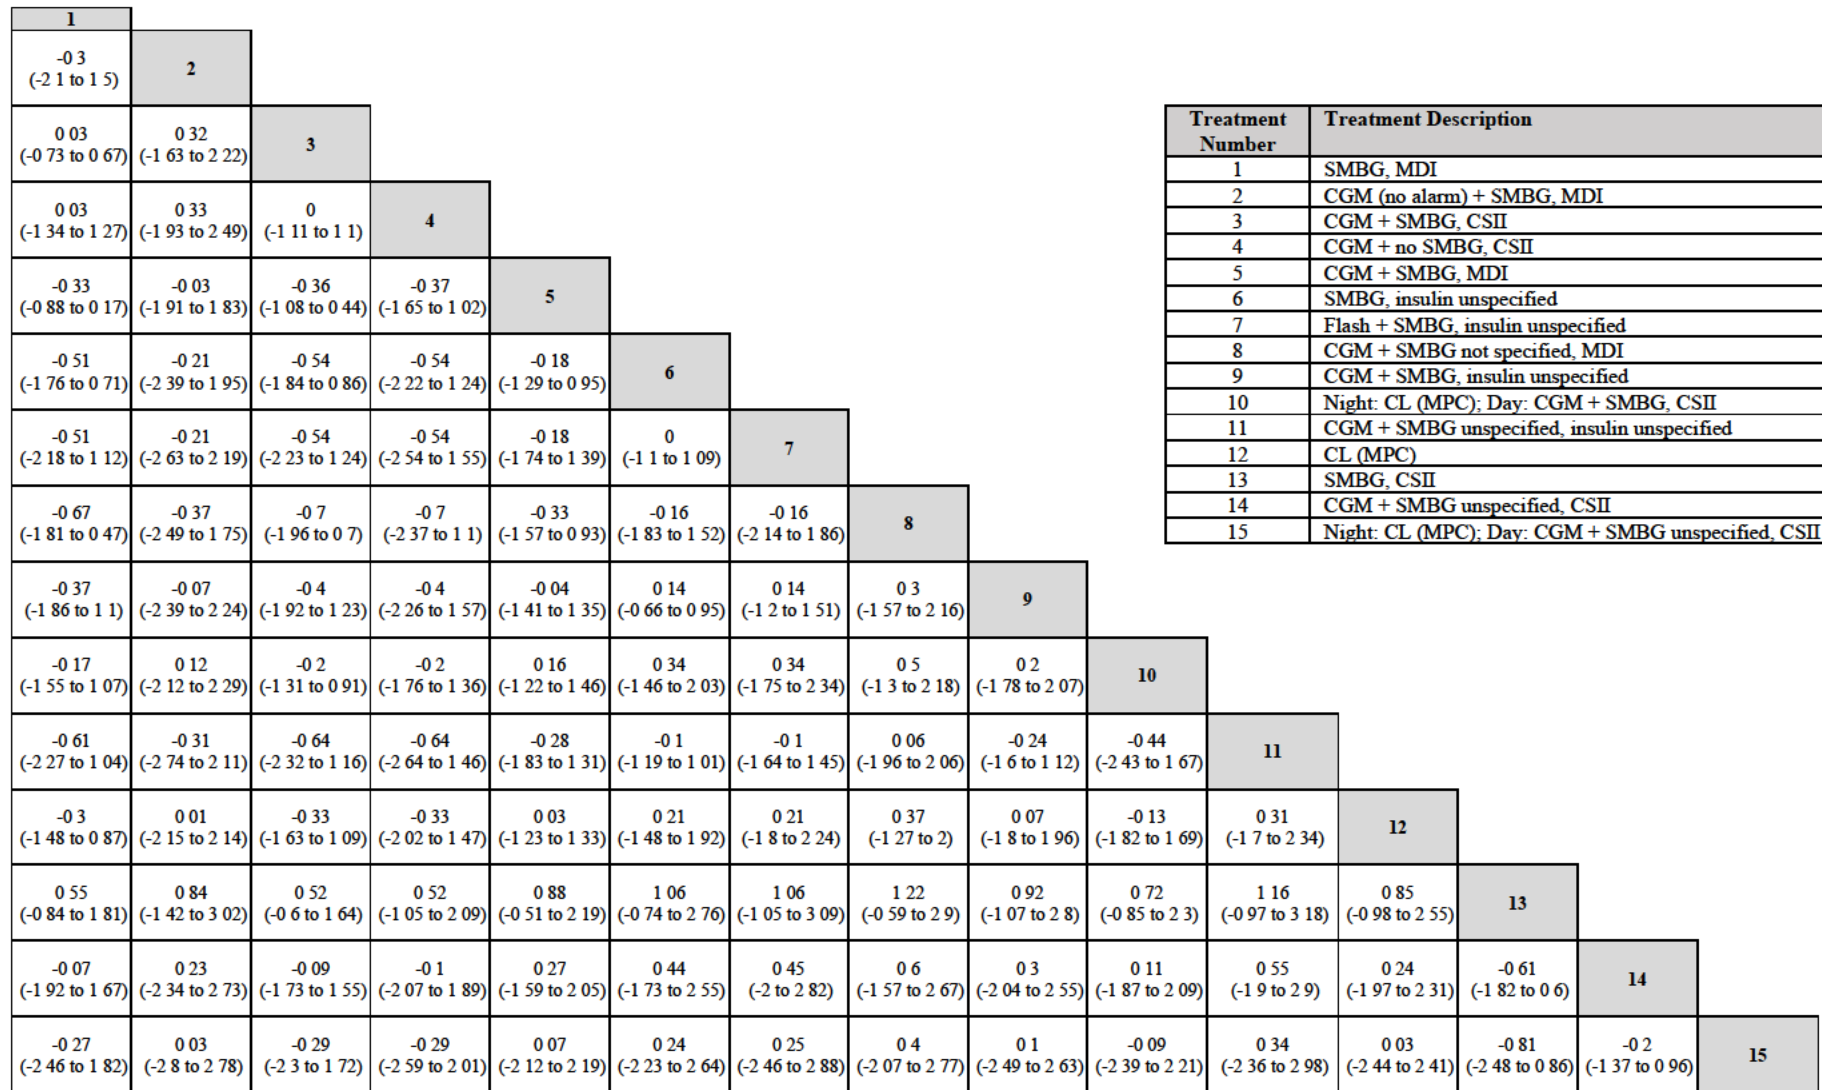 1
-0 3
(-2 1 to 1 5)
2
0 03
(-0 73 to 0 67)
0 32
(-1 63 to 2 22)
3
0 03
(-1 34 to 1 27)
0 33
(-1 93 to 2 49)
0
(-1 11 to 1 1)
4
-0 33
(-0 88 to 0 17)
-0 03
(-1 91 to 1 83)
-0 36
(-1 08 to 0 44)
-0 37
(-1 65 to 1 02)
5
-0 51
(-1 76 to 0 71)
-0 21
(-2 39 to 1 95)
-0 54
(-1 84 to 0 86)
-0 54
(-2 22 to 1 24)
-0 18
(-1 29 to 0 95)
6
-0 51
(-2 18 to 1 12)
-0 21
(-2 63 to 2 19)
-0 54
(-2 23 to 1 24)
-0 54
(-2 54 to 1 55)
-0 18
(-1 74 to 1 39)
0
(-1 1 to 1 09)
7
-0 67
(-1 81 to 0 47)
-0 37
(-2 49 to 1 75)
-0 7
(-1 96 to 0 7)
-0 7
(-2 37 to 1 1)
-0 33
(-1 57 to 0 93)
-0 16
(-1 83 to 1 52)
-0 16
(-2 14 to 1 86)
8
-0 37
(-1 86 to 1 1)
-0 07
(-2 39 to 2 24)
-0 4
(-1 92 to 1 23)
-0 4
(-2 26 to 1 57)
-0 04
(-1 41 to 1 35)
0 14
(-0 66 to 0 95)
0 14
(-1 2 to 1 51)
0 3
(-1 57 to 2 16)
9
-0 17
(-1 55 to 1 07)
0 12
(-2 12 to 2 29)
-0 2
(-1 31 to 0 91)
-0 2
(-1 76 to 1 36)
0 16
(-1 22 to 1 46)
0 34
(-1 46 to 2 03)
0 34
(-1 75 to 2 34)
0 5
(-1 3 to 2 18)
0 2
(-1 78 to 2 07)
10
-0 61
(-2 27 to 1 04)
-0 31
(-2 74 to 2 11)
-0 64
(-2 32 to 1 16)
-0 64
(-2 64 to 1 46)
-0 28
(-1 83 to 1 31)
-0 1
(-1 19 to 1 01)
-0 1
(-1 64 to 1 45)
0 06
(-1 96 to 2 06)
-0 24
(-1 6 to 1 12)
-0 44
(-2 43 to 1 67)
11
-0 3
(-1 48 to 0 87)
0 01
(-2 15 to 2 14)
-0 33
(-1 63 to 1 09)
-0 33
(-2 02 to 1 47)
0 03
(-1 23 to 1 33)
0 21
(-1 48 to 1 92)
0 21
(-1 8 to 2 24)
0 37
(-1 27 to 2)
0 07
(-1 8 to 1 96)
-0 13
(-1 82 to 1 69)
0 31
(-1 7 to 2 34)
12
0 55
(-0 84 to 1 81)
0 84
(-1 42 to 3 02)
0 52
(-0 6 to 1 64)
0 52
(-1 05 to 2 09)
0 88
(-0 51 to 2 19)
1 06
(-0 74 to 2 76)
1 06
(-1 05 to 3 09)
1 22
(-0 59 to 2 9)
0 92
(-1 07 to 2 8)
0 72
(-0 85 to 2 3)
1 16
(-0 97 to 3 18)
0 85
(-0 98 to 2 55)
13
-0 07
(-1 92 to 1 67)
0 23
(-2 34 to 2 73)
-0 09
(-1 73 to 1 55)
-0 1
(-2 07 to 1 89)
0 27
(-1 59 to 2 05)
0 44
(-1 73 to 2 55)
0 45
(-2 to 2 82)
0 6
(-1 57 to 2 67)
0 3
(-2 04 to 2 55)
0 11
(-1 87 to 2 09)
0 55
(-1 9 to 2 9)
0 24
(-1 97 to 2 31)
-0 61
(-1 82 to 0 6)
14
-0 27
(-2 46 to 1 82)
0 03
(-2 8 to 2 78)
-0 29
(-2 3 to 1 72)
-0 29
(-2 59 to 2 01)
0 07
(-2 12 to 2 19)
0 24
(-2 23 to 2 64)
0 25
(-2 46 to 2 88)
0 4
(-2 07 to 2 77)
0 1
(-2 49 to 2 63)
-0 09
(-2 39 to 2 21)
0 34
(-2 36 to 2 98)
0 03
(-2 44 to 2 41)
-0 81
(-2 48 to 0 86)
-0 2
(-1 37 to 0 96)
15
Treatment Number Treatment Description
1 SMBG, MDI
2 CGM (no alarm) + SMBG, MDI
3 CGM + SMBG, CSII
4 CGM + no SMBG, CSII
5 CGM + SMBG, MDI
6 SMBG, insulin unspecified
7 Flash + SMBG, insulin unspecified
8 CGM + SMBG not specified, MDI
9 CGM + SMBG, insulin unspecified
10 Night: CL (MPC); Day: CGM + SMBG, CSII
11 CGM + SMBG unspecified, insulin unspecified
12 CL (MPC)
13 SMBG, CSII
14 CGM + SMBG unspecified, CSII
15 Night: CL (MPC); Day: CGM + SMBG unspecified, CSII